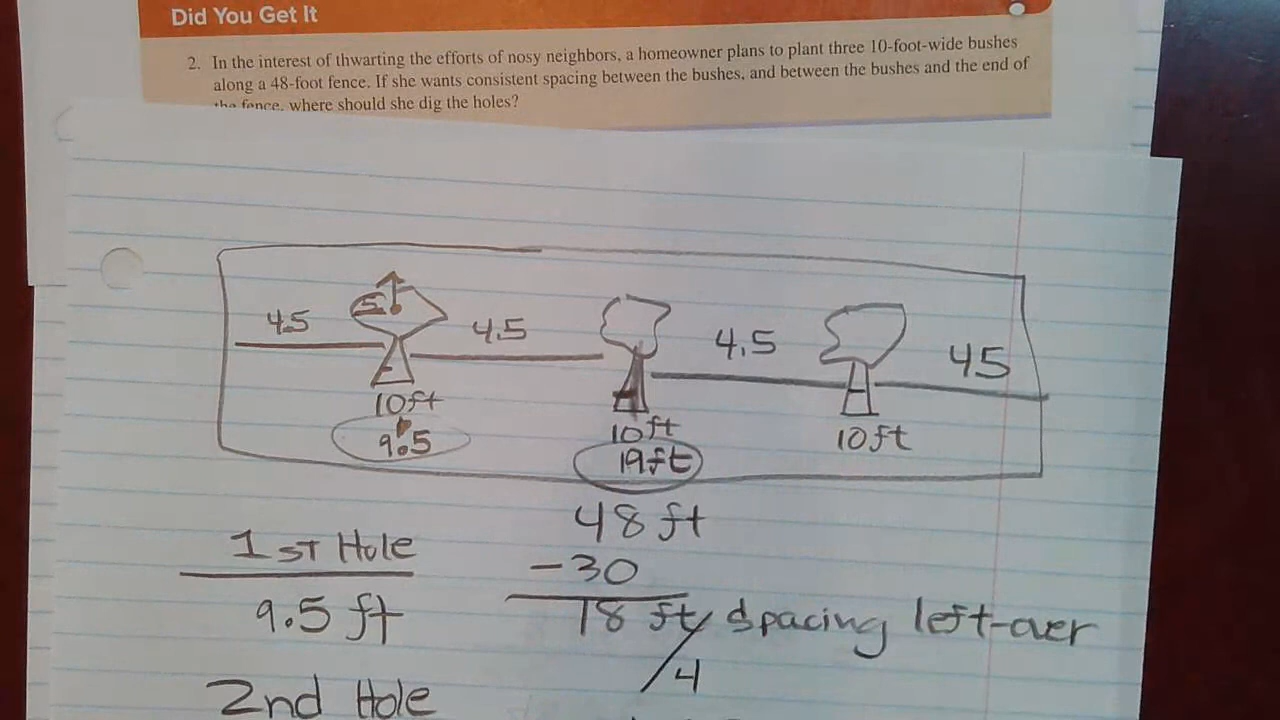 Did You Get It
2. In the interest of thwarting the efforts of nosy neighbors, a homeowner plans to plant three 10-foot-wide bushes
along a 48-foot fence. If she wants consistent spacing between the bushes, and between the bushes and the end of
the fence, where should she dig the holes?
4.5 5 4.5 4.5 45
10ft 10ft 10ft
9.5 19ft
48 ft
1st Hole -30
9.5 ft 18 ft spacing left-over
/4
2nd Hole